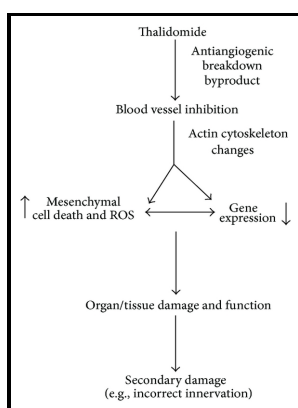 Thalidomide
Antiangiogenic
breakdown
byproduct
Blood vessel inhibition
Actin cytoskeleton
changes
Mesenchymal
cell death and ROS
Gene
expression
Organ/tissue damage and function
Secondary damage
(e.g., incorrect innervation)